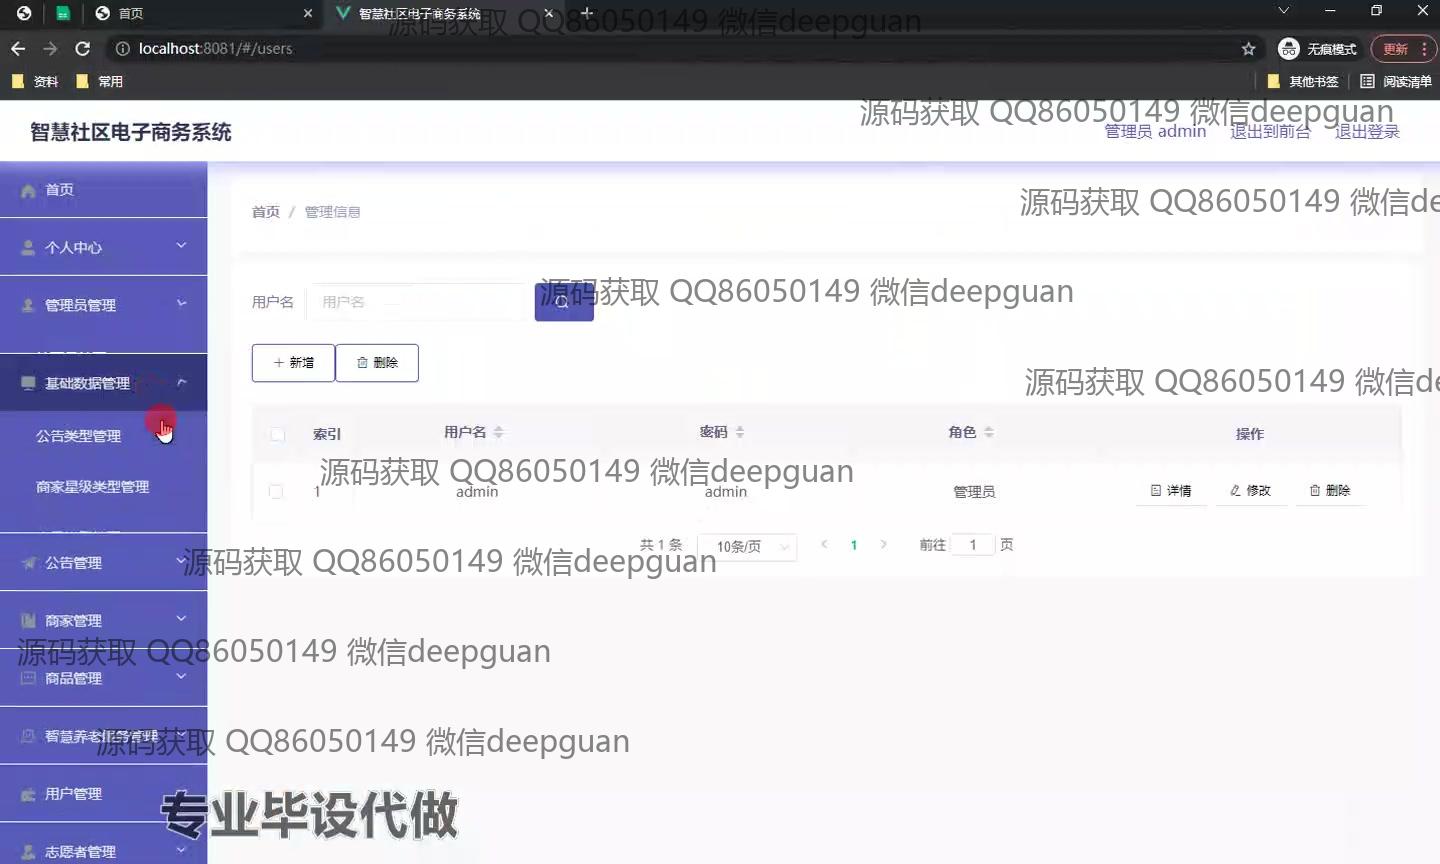 首页
智慧社区电子商务系统
源码获取 QQ86050149 微信deepguan
localhost:8081/#/users
无痕模式
更新
资料
常用
其他书签
阅读清单
源码获取 QQ86050149 微信deepguan
智慧社区电子商务系统
管理员 admin
退出到前台
退出登录
首页
个人中心
管理员管理
基础数据管理
公告类型管理
商家星级类型管理
公告管理
商家管理
商品管理
用户管理
志愿者管理
首页 / 管理信息
源码获取 QQ86050149 微信de
用户名
用户名
源码获取 QQ86050149 微信deepguan
新增
删除
源码获取 QQ86050149 微信de
索引 用户名 密码 角色 操作
源码获取 QQ86050149 微信deepguan
1 admin admin 管理员 详情 修改 删除
共 1 条 10条/页 1 前往 1 页
源码获取 QQ86050149 微信deepguan
源码获取 QQ86050149 微信deepguan
源码获取 QQ86050149 微信deepguan
专业毕设代做